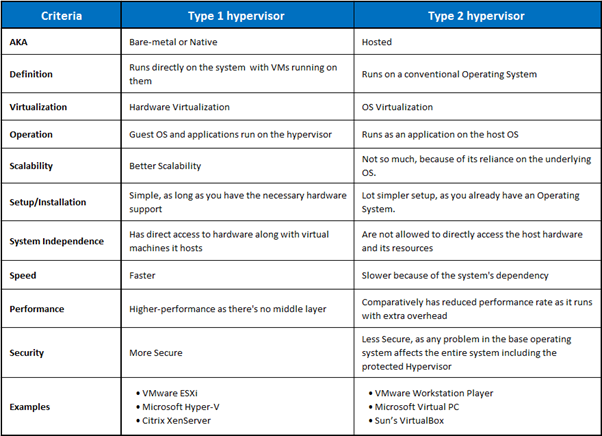 Criteria Type 1 hypervisor Type 2 hypervisor
AKA Bare-metal or Native Hosted
Definition Runs directly on the system with VMs running on
them Runs on a conventional Operating System
Virtualization Hardware Virtualization OS Virtualization
Operation Guest OS and applications run on the hypervisor Runs as an application on the host OS
Scalability Better Scalability Not so much, because of its reliance on the underlying
OS.
Setup/Installation Simple, as long as you have the necessary hardware
support Lot simpler setup, as you already have an Operating
System.
System Independence Has direct access to hardware along with virtual
machines it hosts Are not allowed to directly access the host hardware
and its resources
Speed Faster Slower because of the system's dependency
Performance Higher-performance as there's no middle layer Comparatively has reduced performance rate as it runs
with extra overhead
Security More Secure Less Secure, as any problem in the base operating
system affects the entire system including the
protected Hypervisor
Examples • VMware ESXi
• Microsoft Hyper-V
• Citrix XenServer
• VMware Workstation Player
• Microsoft Virtual PC
• Sun's VirtualBox